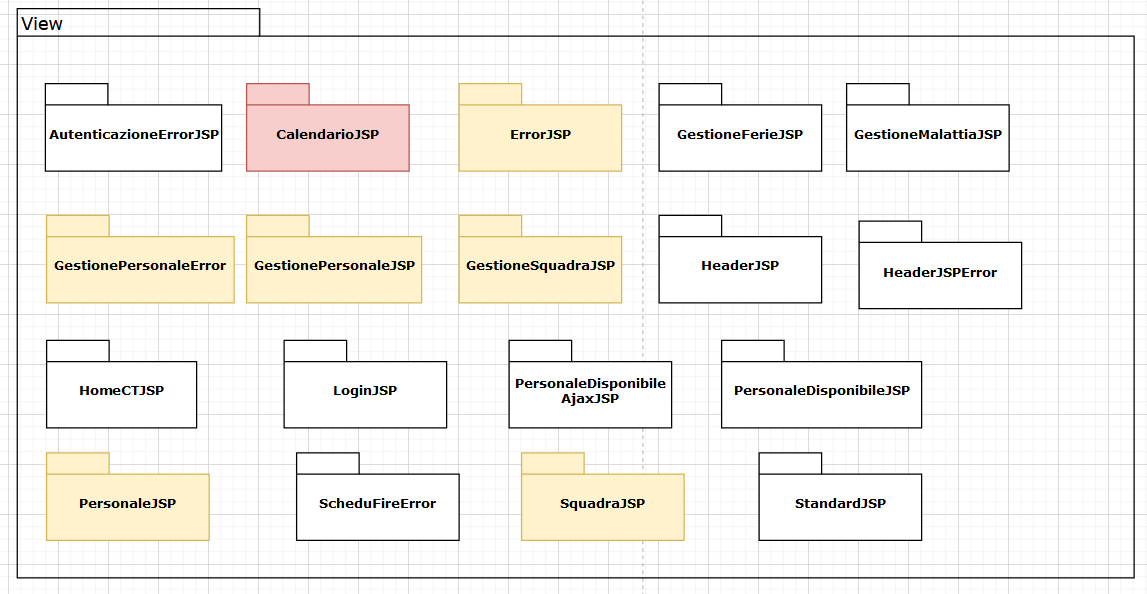 View
AutenticazioneErrorJSP
CalendarioJSP
ErrorJSP
GestioneFerieJSP
GestioneMalattiaJSP
GestionePersonaleError
GestionePersonaleJSP
GestioneSquadraJSP
HeaderJSP
HeaderJSPError
HomeCTJSP
LoginJSP
PersonaleDisponibile
AjaxJSP
PersonaleDisponibileJSP
PersonaleJSP
ScheduFireError
SquadraJSP
StandardJSP